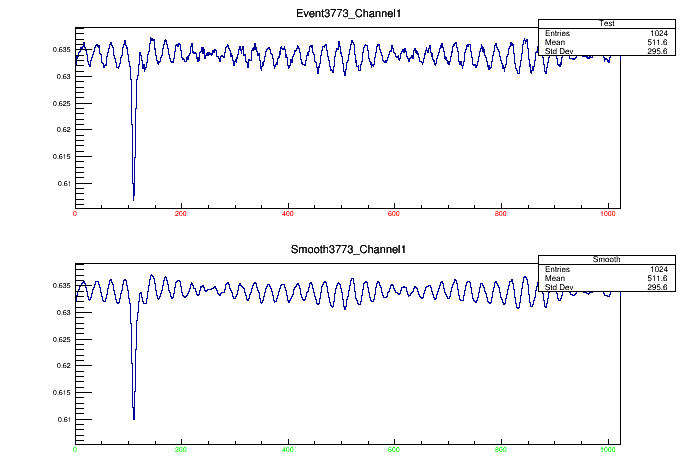 Event3773_Channel1
Test
Entries 1024
Mean 511.6
Std Dev 295.6
0.635
0.63
0.625
0.62
0.615
0.61
0 200 400 600 800 1000
Smooth3773_Channel1
Smooth
Entries 1024
Mean 511.6
Std Dev 295.6
0.635
0.63
0.625
0.62
0.615
0.61
0 200 400 600 800 1000